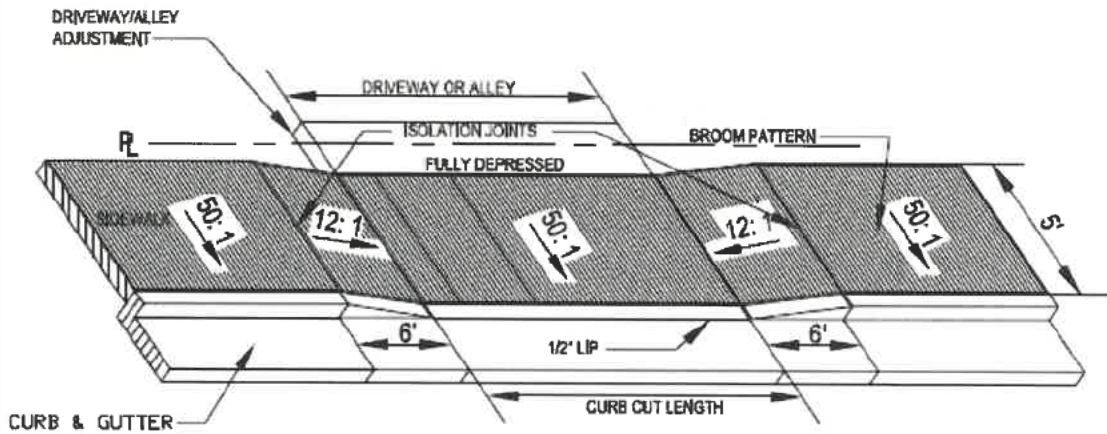 DRIVEWAY/ALLEY
ADJUSTMENT
DRIVEWAY OR ALLEY
ISOLATION JOINTS
BROOM PATTERN
PL
FULLY DEPRESSED
SIDEWALK
50: 1
12: 1
50: 1
12: 1
50: 1
5'
6'
1/2" LIP
6'
CURB CUT LENGTH
CURB & GUTTER